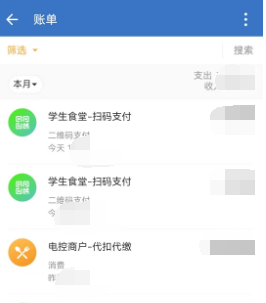 账单
筛选
搜索
本月
支出
收入
学生食堂-扫码支付
二维码支付
今天
学生食堂-扫码支付
二维码支付
今
电控商户-代扣代缴
消费
昨